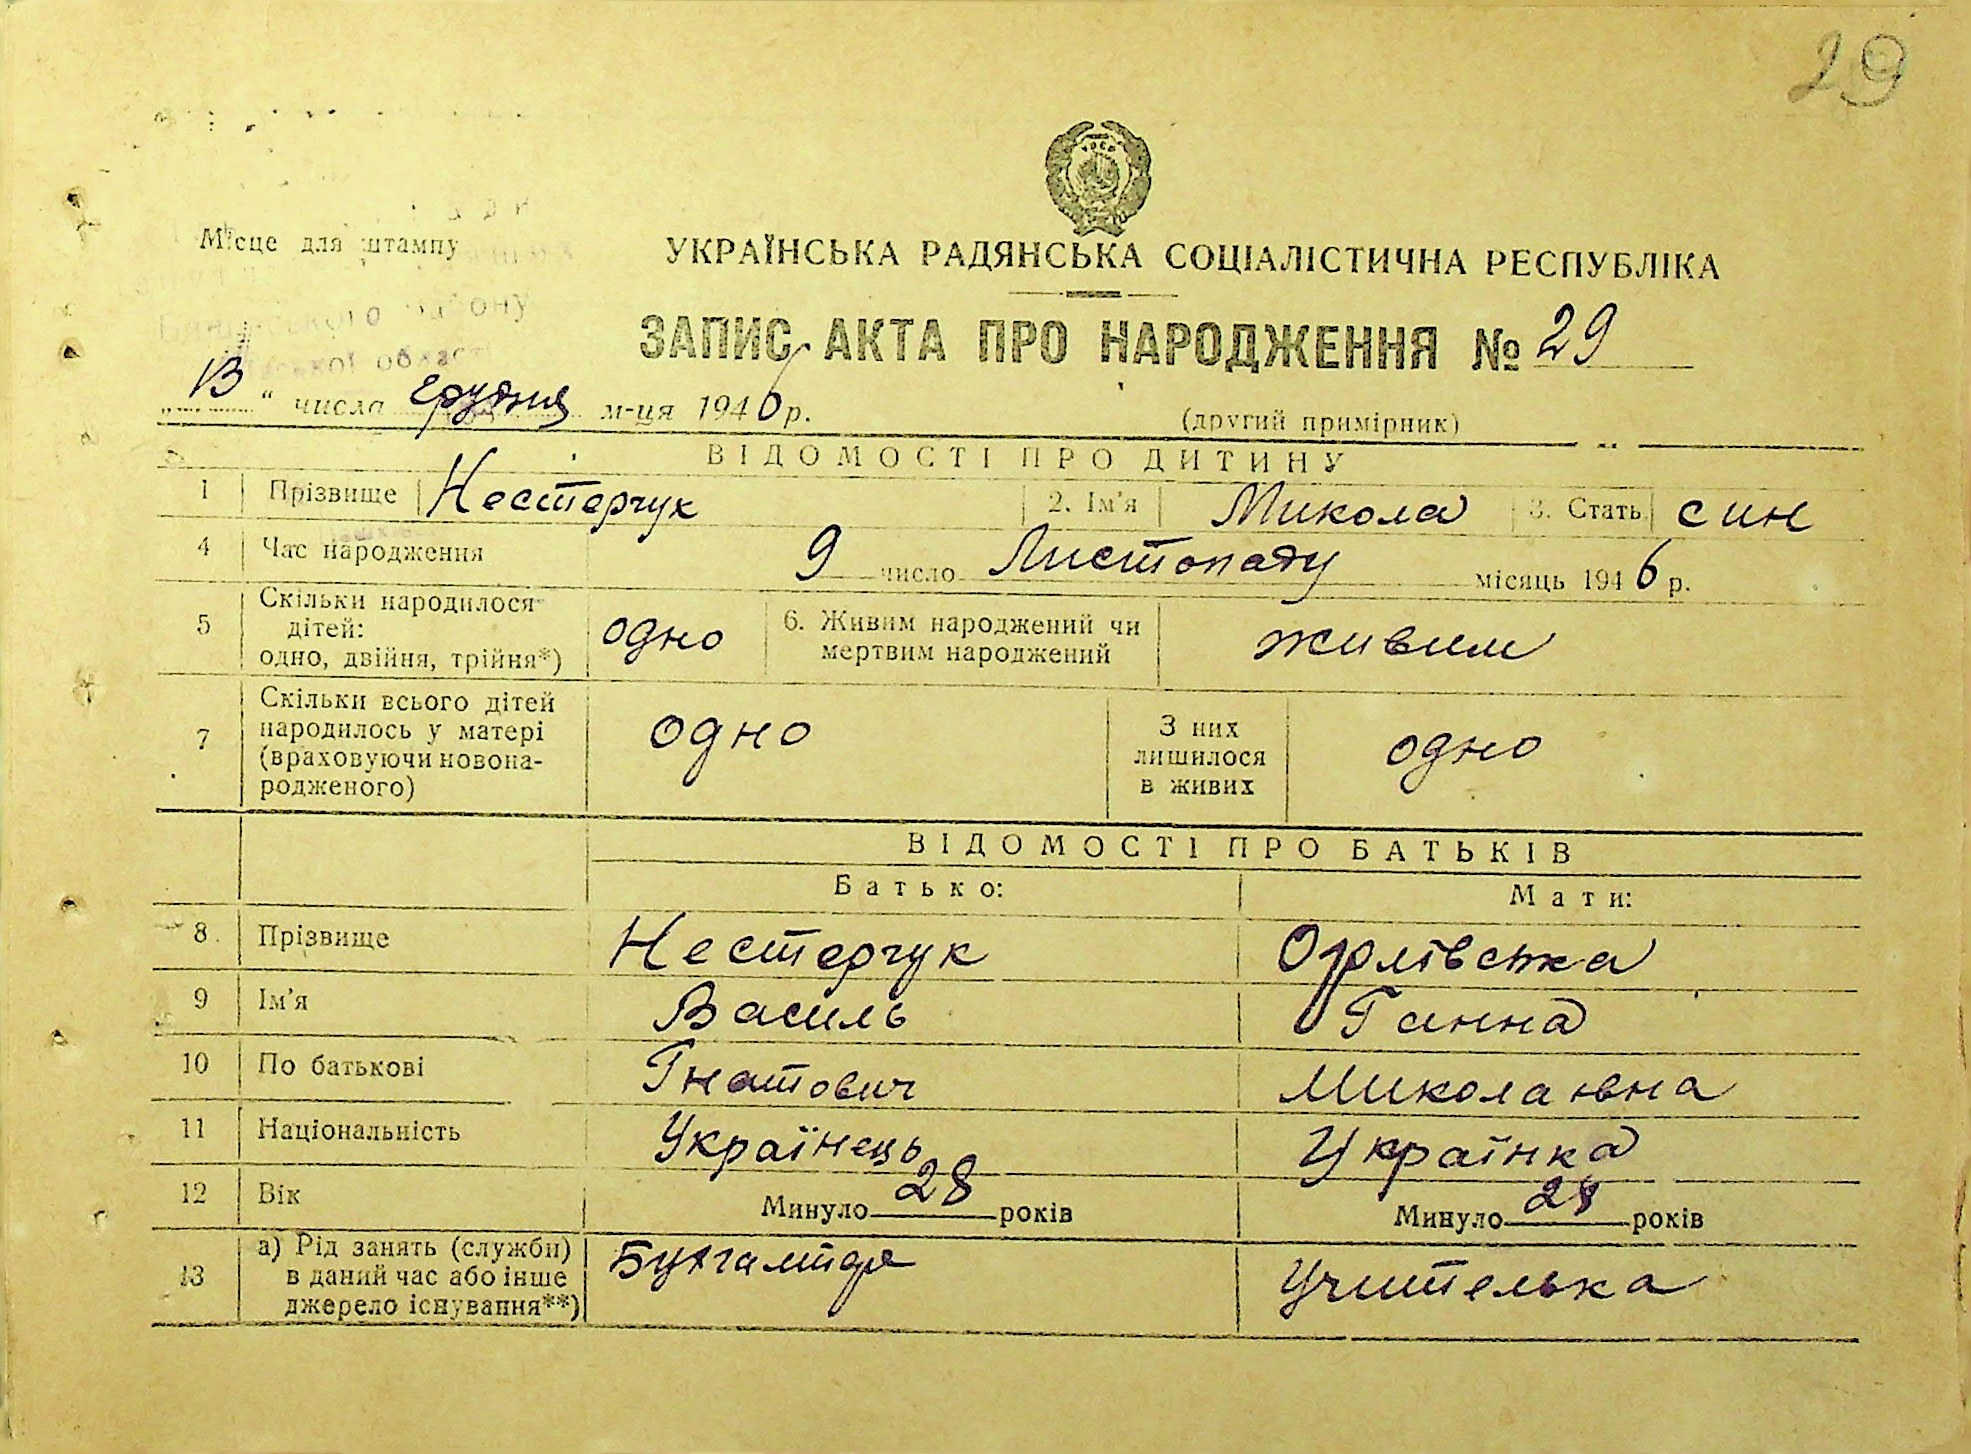 29
УРСР
Місце для штампу
УКРАЇНСЬКА РАДЯНСЬКА СОЦІАЛІСТИЧНА РЕСПУБЛІКА
ЗАПИС АКТА ПРО НАРОДЖЕННЯ № 29
області
„13“ числа грудня м-ця 1946 р.
(другий примірник)
ВІДОМОСТІ ПРО ДИТИНУ
1 Прізвище Нестерчук 2. Ім'я Микола 3. Стать син
4 Час народження 9 число Листопаду місяць 1946 р.
5 Скільки народилося дітей: одно, двійня, трійня*) одно 6. Живим народжений чи мертвим народжений живим
7 Скільки всього дітей народилось у матері (враховуючи новонародженого) одно З них лишилося в живих одно
ВІДОМОСТІ ПРО БАТЬКІВ
Батько: Мати:
8 Прізвище Нестерчук Орлівська
9 Ім'я Василь Ганна
10 По батькові Гнатович Миколаівна
11 Національність Українець Українка
12 Вік Минуло 28 років Минуло 28 років
13 а) Рід занять (служби) в даний час або інше джерело існування**) Бухгалтер Учителька